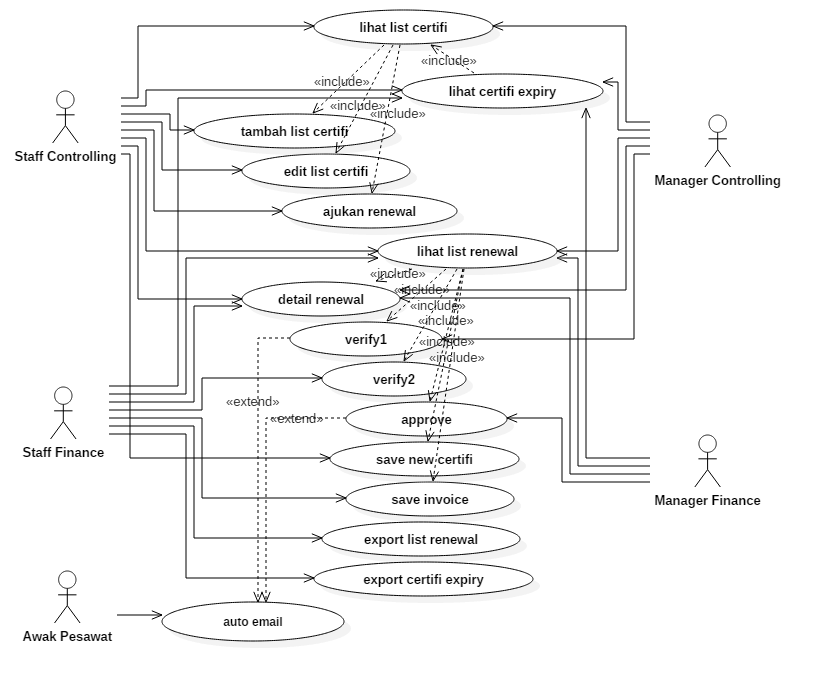 lihat list certifi
«include»
«include»
lihat certifi expiry
«include»
«include»
tambah list certifi
Staff Controlling
edit list certifi
Manager Controlling
ajukan renewal
lihat list renewal
«include»
«include»
detail renewal
«include»
«include»
verify1
«include»
«include»
verify2
«extend»
«extend»
approve
Staff Finance
save new certifi
save invoice
Manager Finance
export list renewal
export certifi expiry
auto email
Awak Pesawat